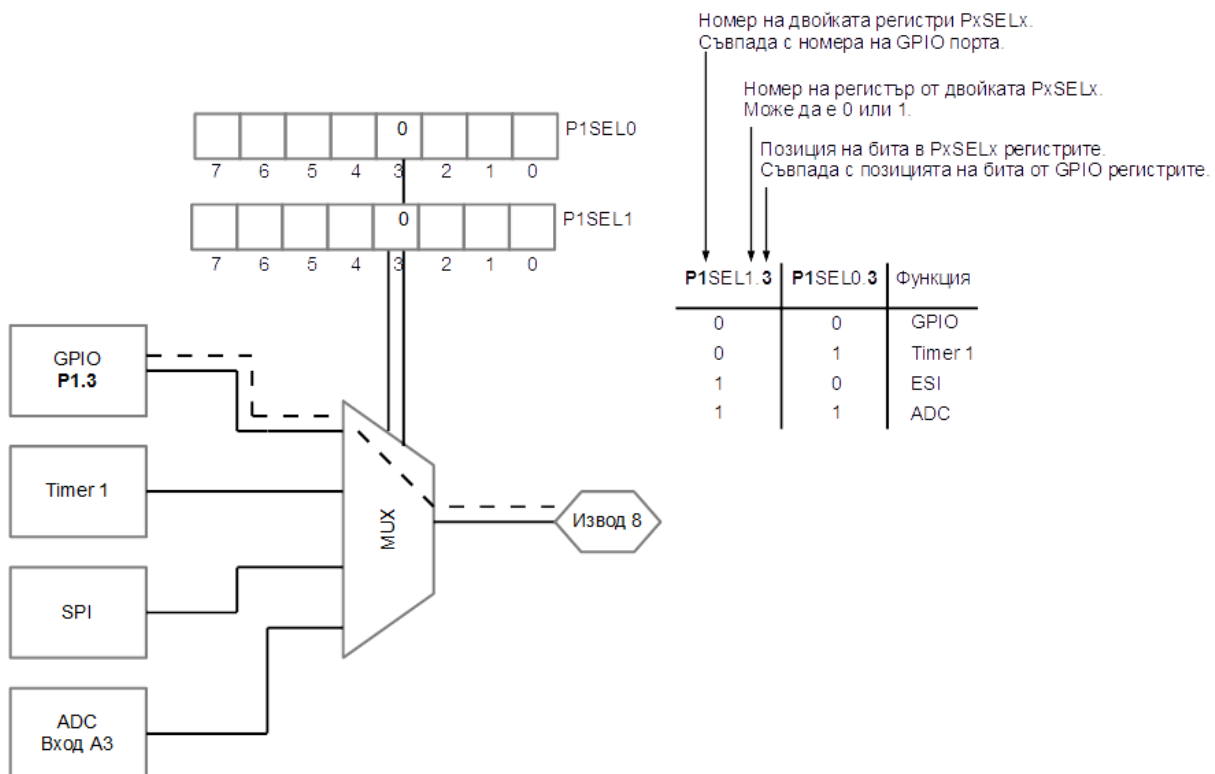 Номер на двойката регистри PxSELx.
Съвпада с номера на GPIO порта.
Номер на регистър от двойката PxSELx.
Може да е 0 или 1.
Позиция на бита в PxSELx регистрите.
Съвпада с позицията на бита от GPIO регистрите.
0 P1SEL0
7 6 5 4 3 2 1 0
0 P1SEL1
7 6 5 4 3 2 1 0
P1SEL1.3 P1SEL0.3 Функция
0 0 GPIO
0 1 Timer 1
1 0 ESI
1 1 ADC
GPIO
P1.3
Timer 1
SPI
ADC
Вход A3
MUX
Извод 8